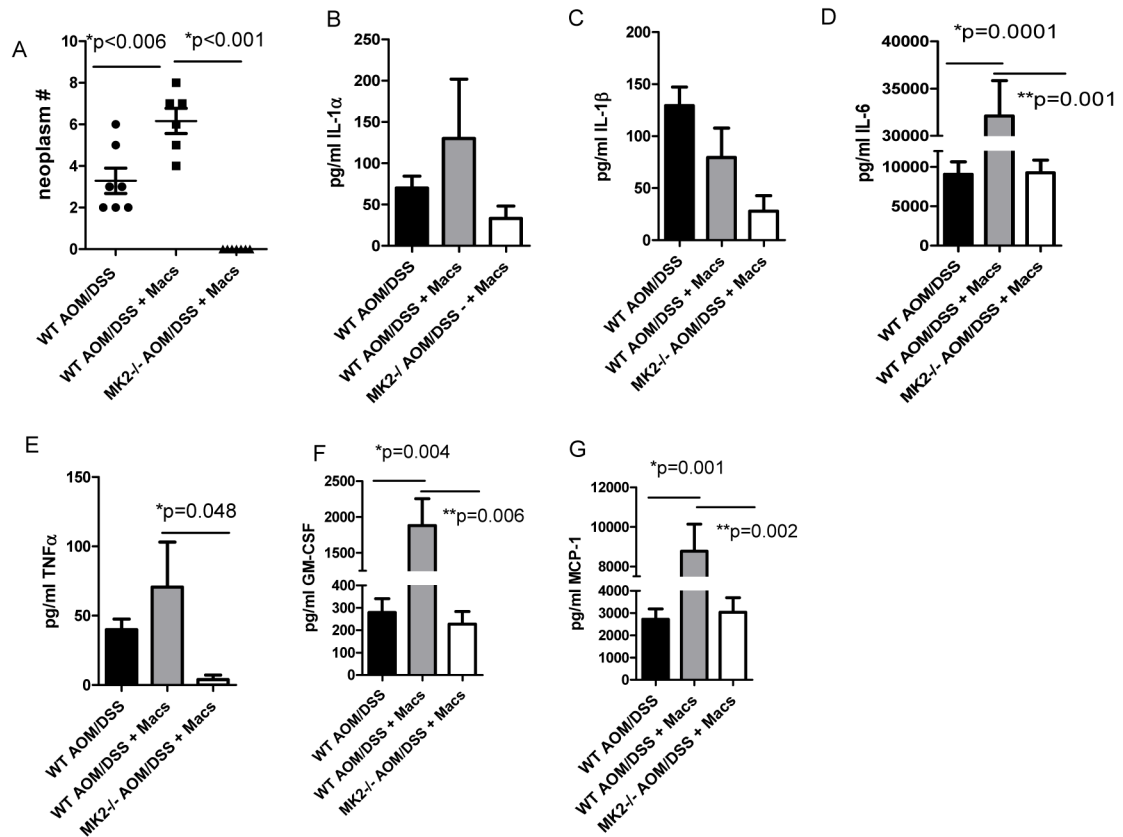 A
*p<0.006
*p<0.001
neoplasm #
10
8
6
4
2
0
WT AOM/DSS
WT AOM/DSS + Macs
MK2-/- AOM/DSS + Macs
B
pg/ml IL-1α
250
200
150
100
50
0
WT AOM/DSS
WT AOM/DSS + Macs
MK2-/- AOM/DSS - + Macs
C
pg/ml IL-1β
200
150
100
50
0
WT AOM/DSS
WT AOM/DSS + Macs
MK2-/- AOM/DSS + Macs
D
*p=0.0001
**p=0.001
pg/ml IL-6
40000
35000
30000
10000
5000
0
WT AOM/DSS
WT AOM/DSS + Macs
MK2-/- AOM/DSS + Macs
E
*p=0.048
pg/ml TNFα
150
100
50
0
WT AOM/DSS
WT AOM/DSS + Macs
MK2-/- AOM/DSS + Macs
F
*p=0.004
**p=0.006
pg/ml GM-CSF
2500
2000
1500
400
300
200
100
0
WT AOM/DSS
WT AOM/DSS + Macs
MK2-/- AOM/DSS + Macs
G
*p=0.001
**p=0.002
pg/ml MCP-1
12000
10000
8000
4000
3000
2000
1000
0
WT AOM/DSS
WT AOM/DSS + Macs
MK2-/- AOM/DSS + Macs